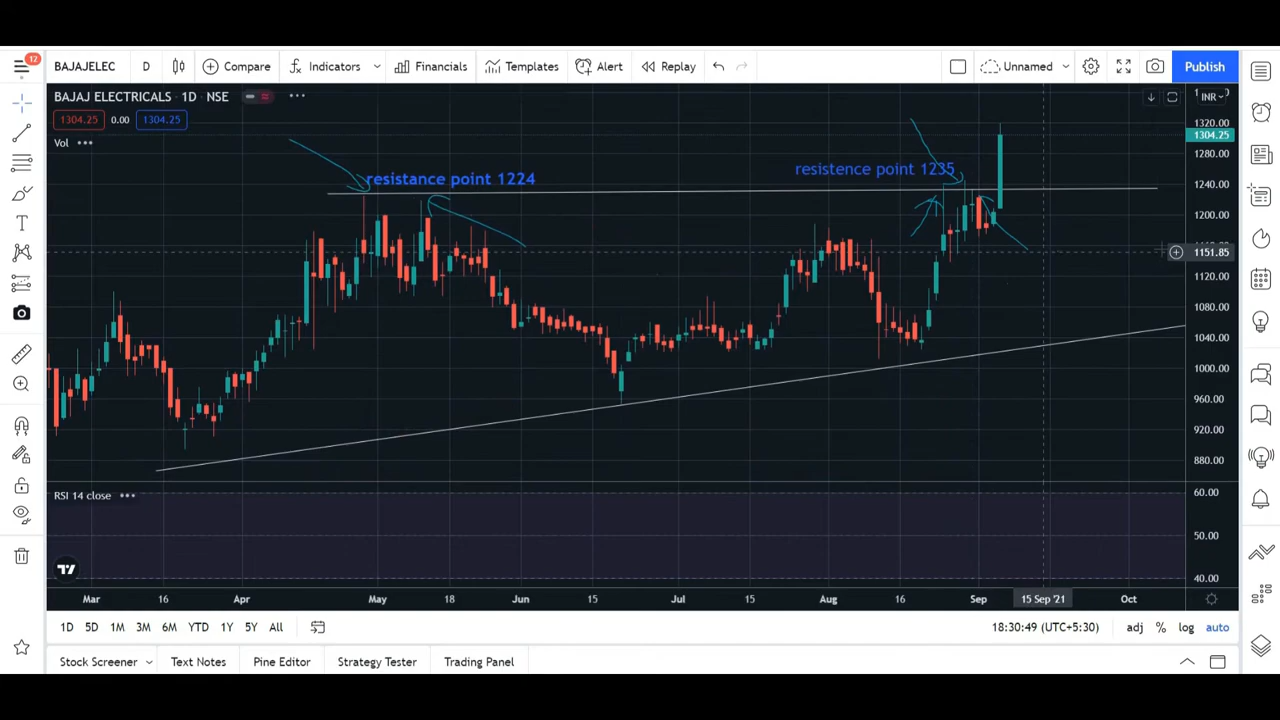 12
BAJAJELEC D Compare Indicators Financials Templates Alert Replay Unnamed Publish
BAJAJ ELECTRICALS · 1D · NSE
INR
1304.25 0.00 1304.25
Vol
1320.00
1304.25
1280.00
resistence point 1235
resistance point 1224
1240.00
1200.00
1151.85
1120.00
1080.00
1040.00
1000.00
960.00
920.00
880.00
RSI 14 close
60.00
50.00
40.00
Mar 16 Apr May 18 Jun 15 Jul 15 Aug 16 Sep 15 Sep '21 Oct
1D 5D 1M 3M 6M YTD 1Y 5Y All 18:30:49 (UTC+5:30) adj % log auto
Stock Screener Text Notes Pine Editor Strategy Tester Trading Panel